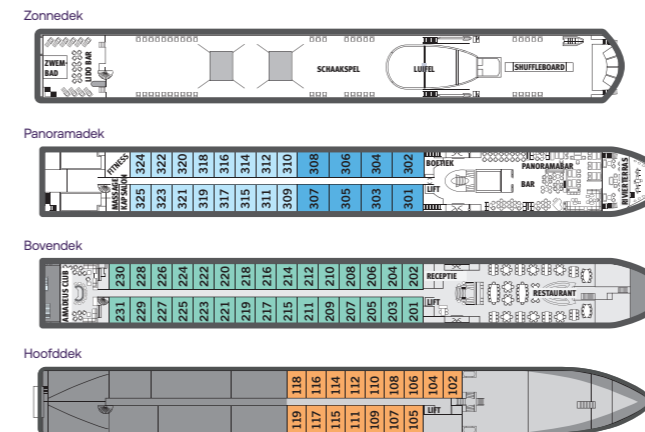 Zonnedek
ZWEM-
BAD
LIDO BAR
SCHAAKSPEL
LUIFEL
SHUFFLEBOARD
Panoramadek
FITNESS
324 322 320 318 316 314 312 310 308 306 304 302
BOETIEK
PANORAMABAR
BAR
RIVIERTERRAS
MASSAGE
KAPSALON
325 323 321 319 317 315 311 309 307 305 303 301
LIFT
Bovendek
AMADEUS CLUB
230 228 226 224 222 220 218 216 214 212 210 208 206 204 202
RECEPTIE
RESTAURANT
231 229 227 225 223 221 219 217 215 211 209 207 205 203 201
LIFT
Hoofddek
118 116 114 112 110 108 106 104 102
119 117 115 111 109 107 105
LIFT